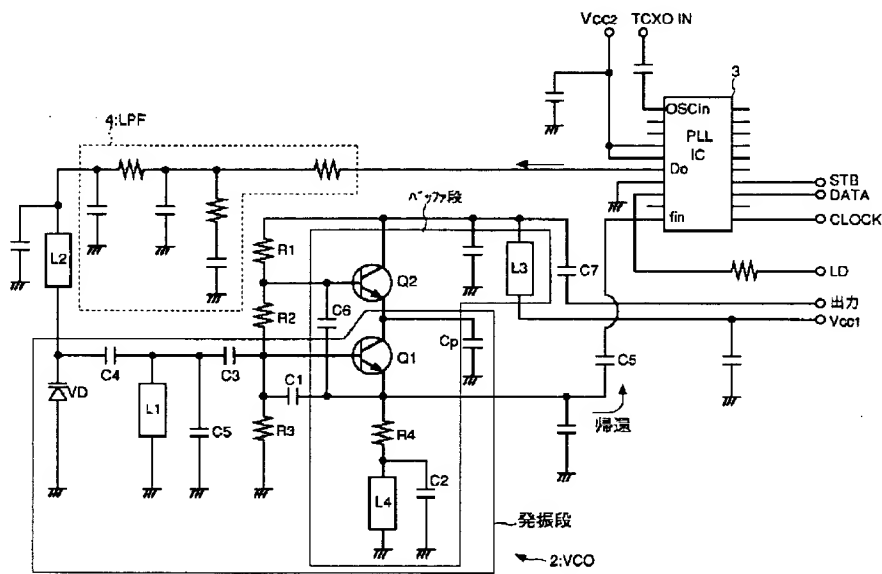 VCC2
TCXO IN
3
OSCin
PLL
IC
Do
fin
STB
DATA
CLOCK
LD
出力
VCC1
4:LPF
バッファ段
L2
R1
R2
C6
Q2
L3
C7
Q1
Cp
C5
帰還
C4
C3
C1
VD
L1
C5
R3
R4
C2
L4
発振段
2:VCO